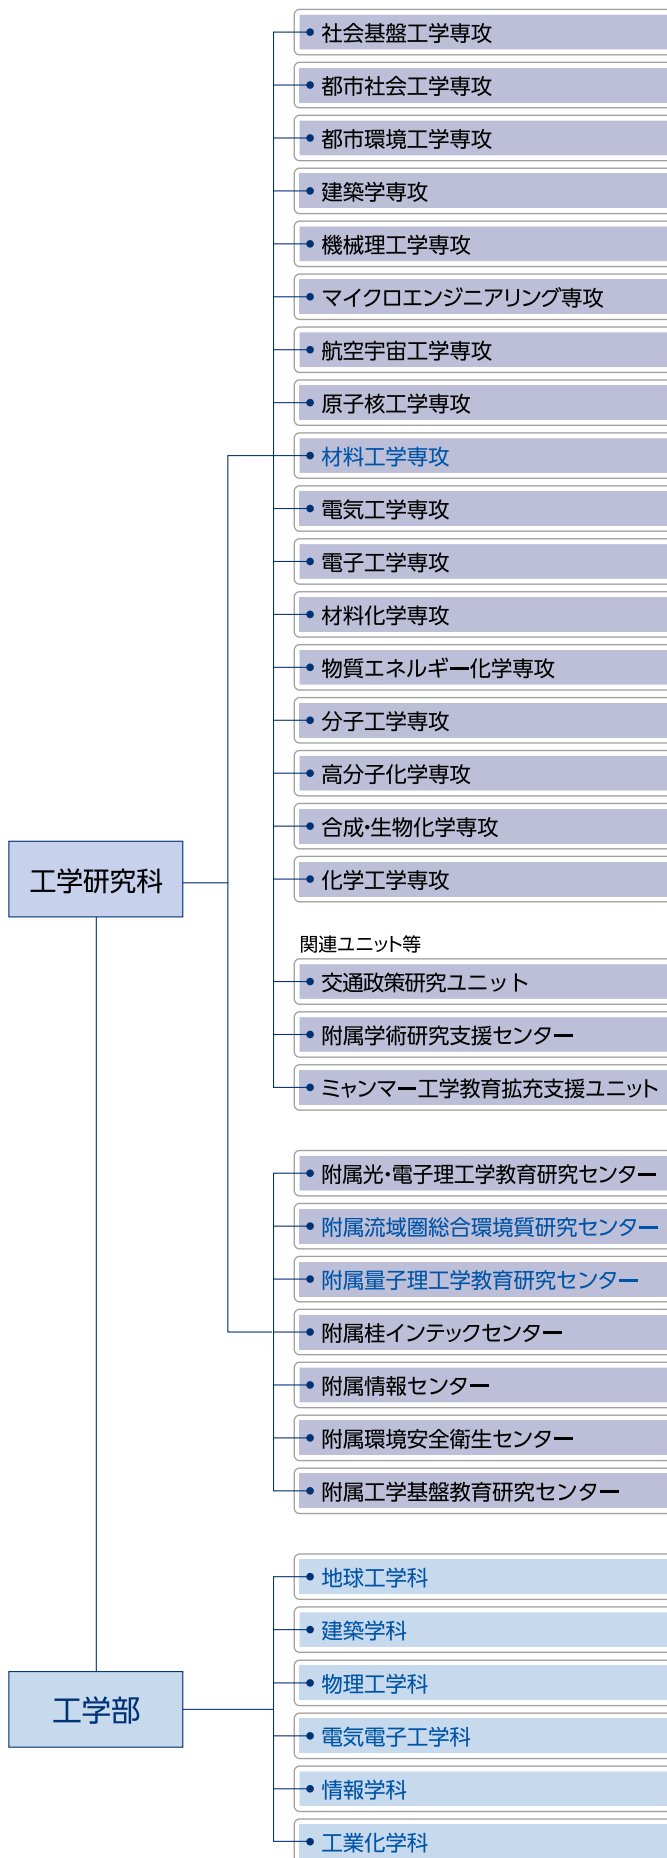 社会基盤工学専攻
都市社会工学専攻
都市環境工学専攻
建築学専攻
機械理工学専攻
マイクロエンジニアリング専攻
航空宇宙工学専攻
原子核工学専攻
材料工学専攻
電気工学専攻
電子工学専攻
材料化学専攻
物質エネルギー化学専攻
分子工学専攻
高分子化学専攻
合成・生物化学専攻
化学工学専攻
工学研究科
関連ユニット等
交通政策研究ユニット
附属学術研究支援センター
ミャンマー工学教育拡充支援ユニット
附属光・電子理工学教育研究センター
附属流域圏総合環境質研究センター
附属量子理工学教育研究センター
附属桂インテックセンター
附属情報センター
附属環境安全衛生センター
附属工学基盤教育研究センター
工学部
地球工学科
建築学科
物理工学科
電気電子工学科
情報学科
工業化学科